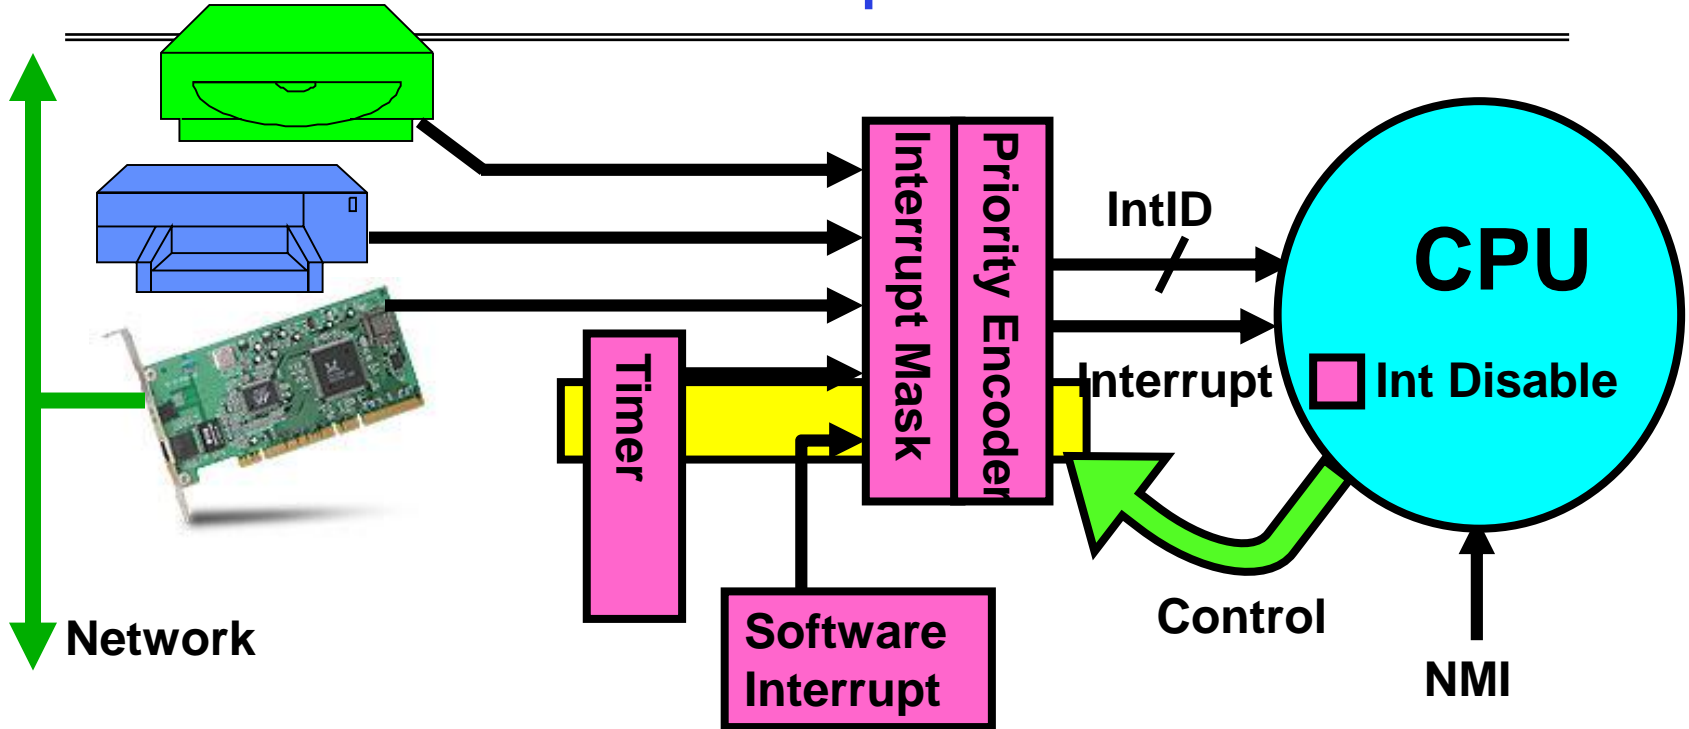 Interrupt Mask
Priority Encoder
IntID
CPU
Timer
Interrupt
Int Disable
Software
Interrupt
Control
Network
NMI